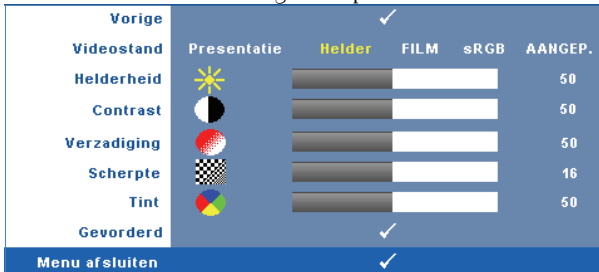 Vorige
Videostand Presentatie Helder FILM sRGB AANGEP.
Helderheid 50
Contrast 50
Verzadiging 50
Scherpte 16
Tint 50
Gevorderd
Menu afsluiten